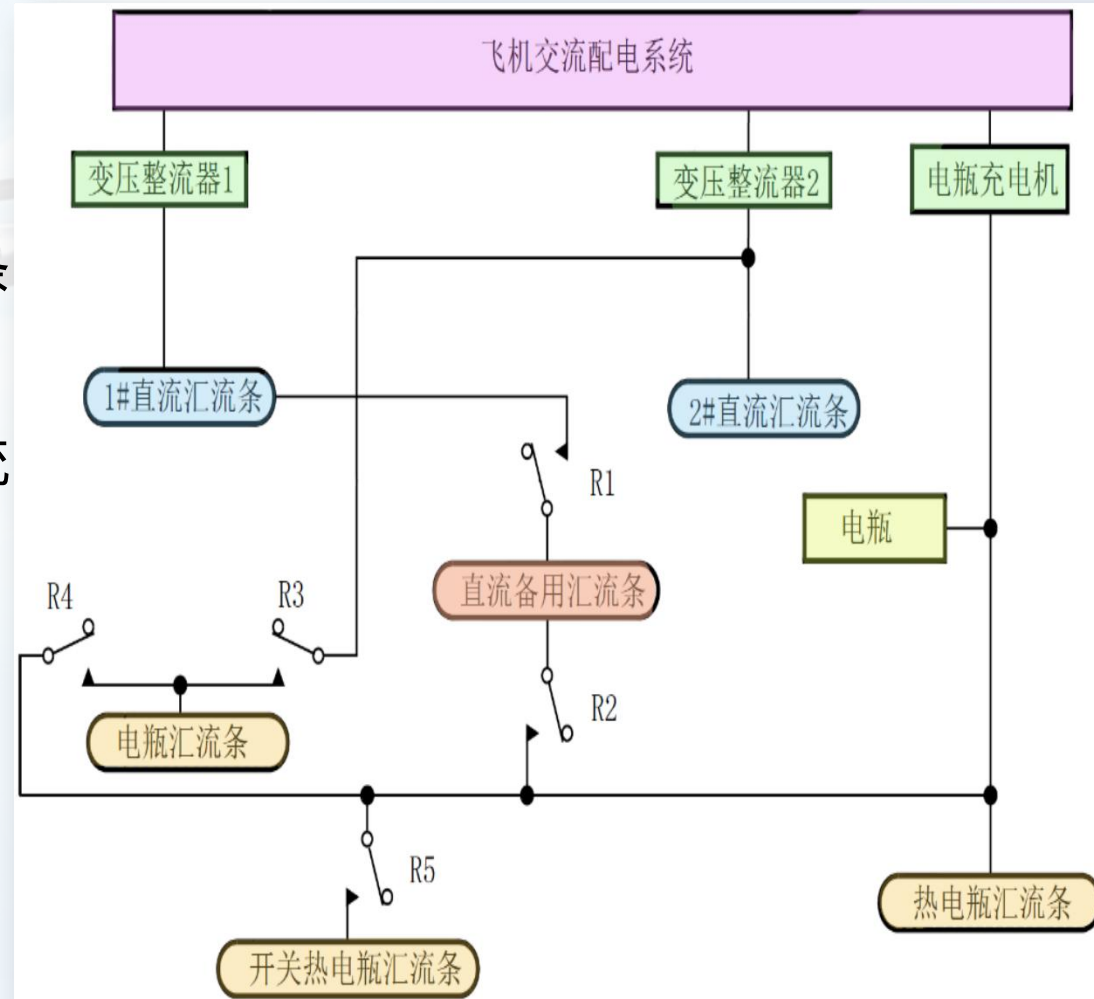 飞机交流配电系统
变压整流器1
变压整流器2
电瓶充电机
1#直流汇流条
2#直流汇流条
R1
电瓶
直流备用汇流条
R4
R3
R2
电瓶汇流条
R5
热电瓶汇流条
开关热电瓶汇流条